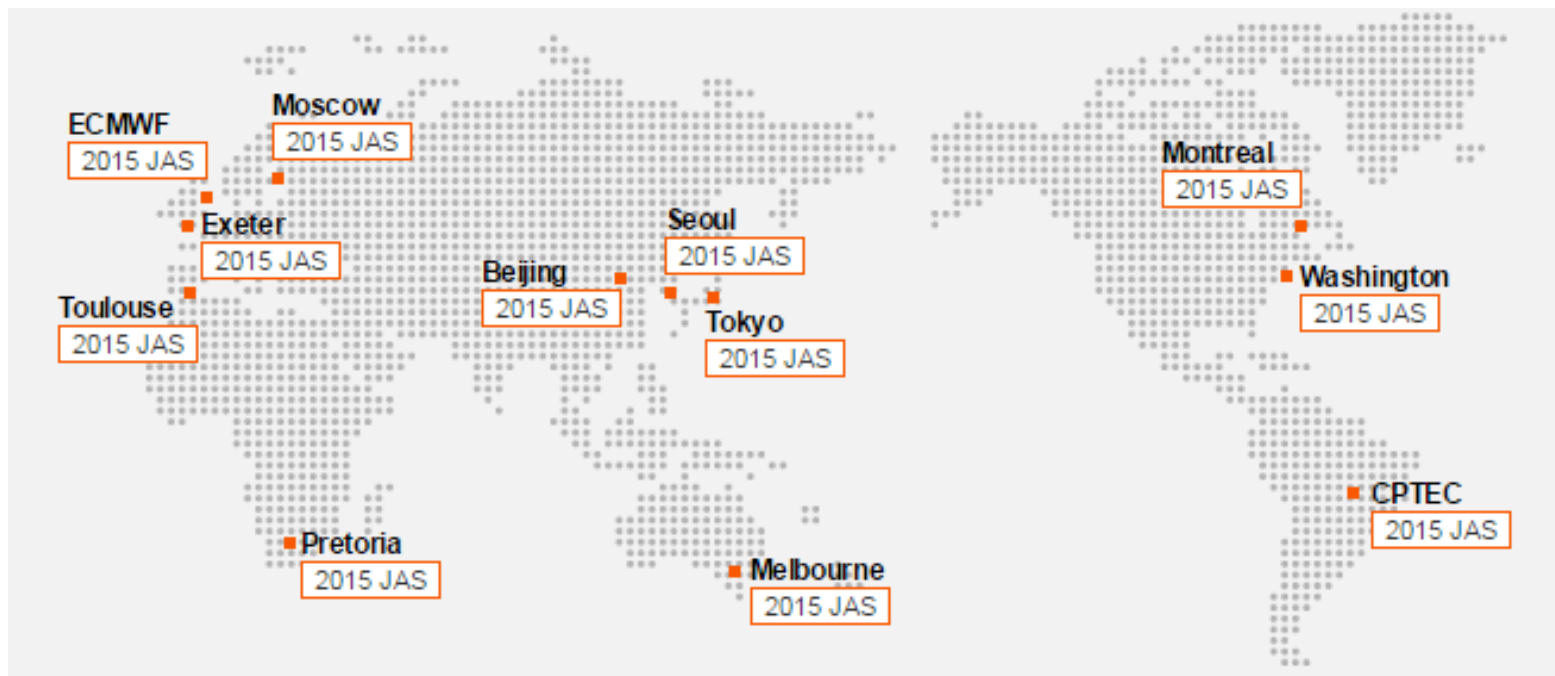 Moscow
2015 JAS
ECMWF
2015 JAS
Montreal
2015 JAS
Exeter
2015 JAS
Seoul
2015 JAS
Beijing
2015 JAS
Washington
2015 JAS
Toulouse
2015 JAS
Tokyo
2015 JAS
CPTEC
2015 JAS
Pretoria
2015 JAS
Melbourne
2015 JAS